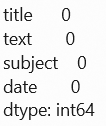 title 0
text 0
subject 0
date 0
dtype: int64